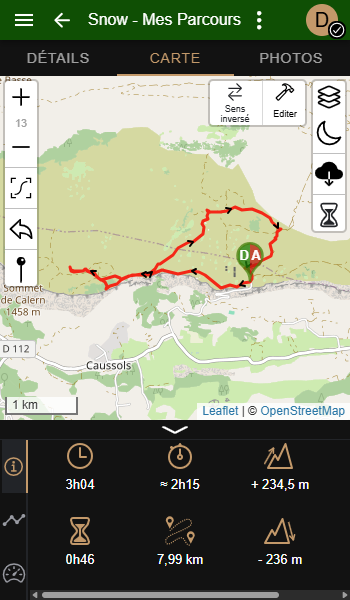 Snow - Mes Parcours
D
DÉTAILS
CARTE
PHOTOS
13
Sens
inversé
Editer
DA
Sommet
de Calern
1458 m
D 112
Caussols
1 km
Leaflet | © OpenStreetMap
3h04
≈ 2h15
+ 234,5 m
0h46
7,99 km
- 236 m